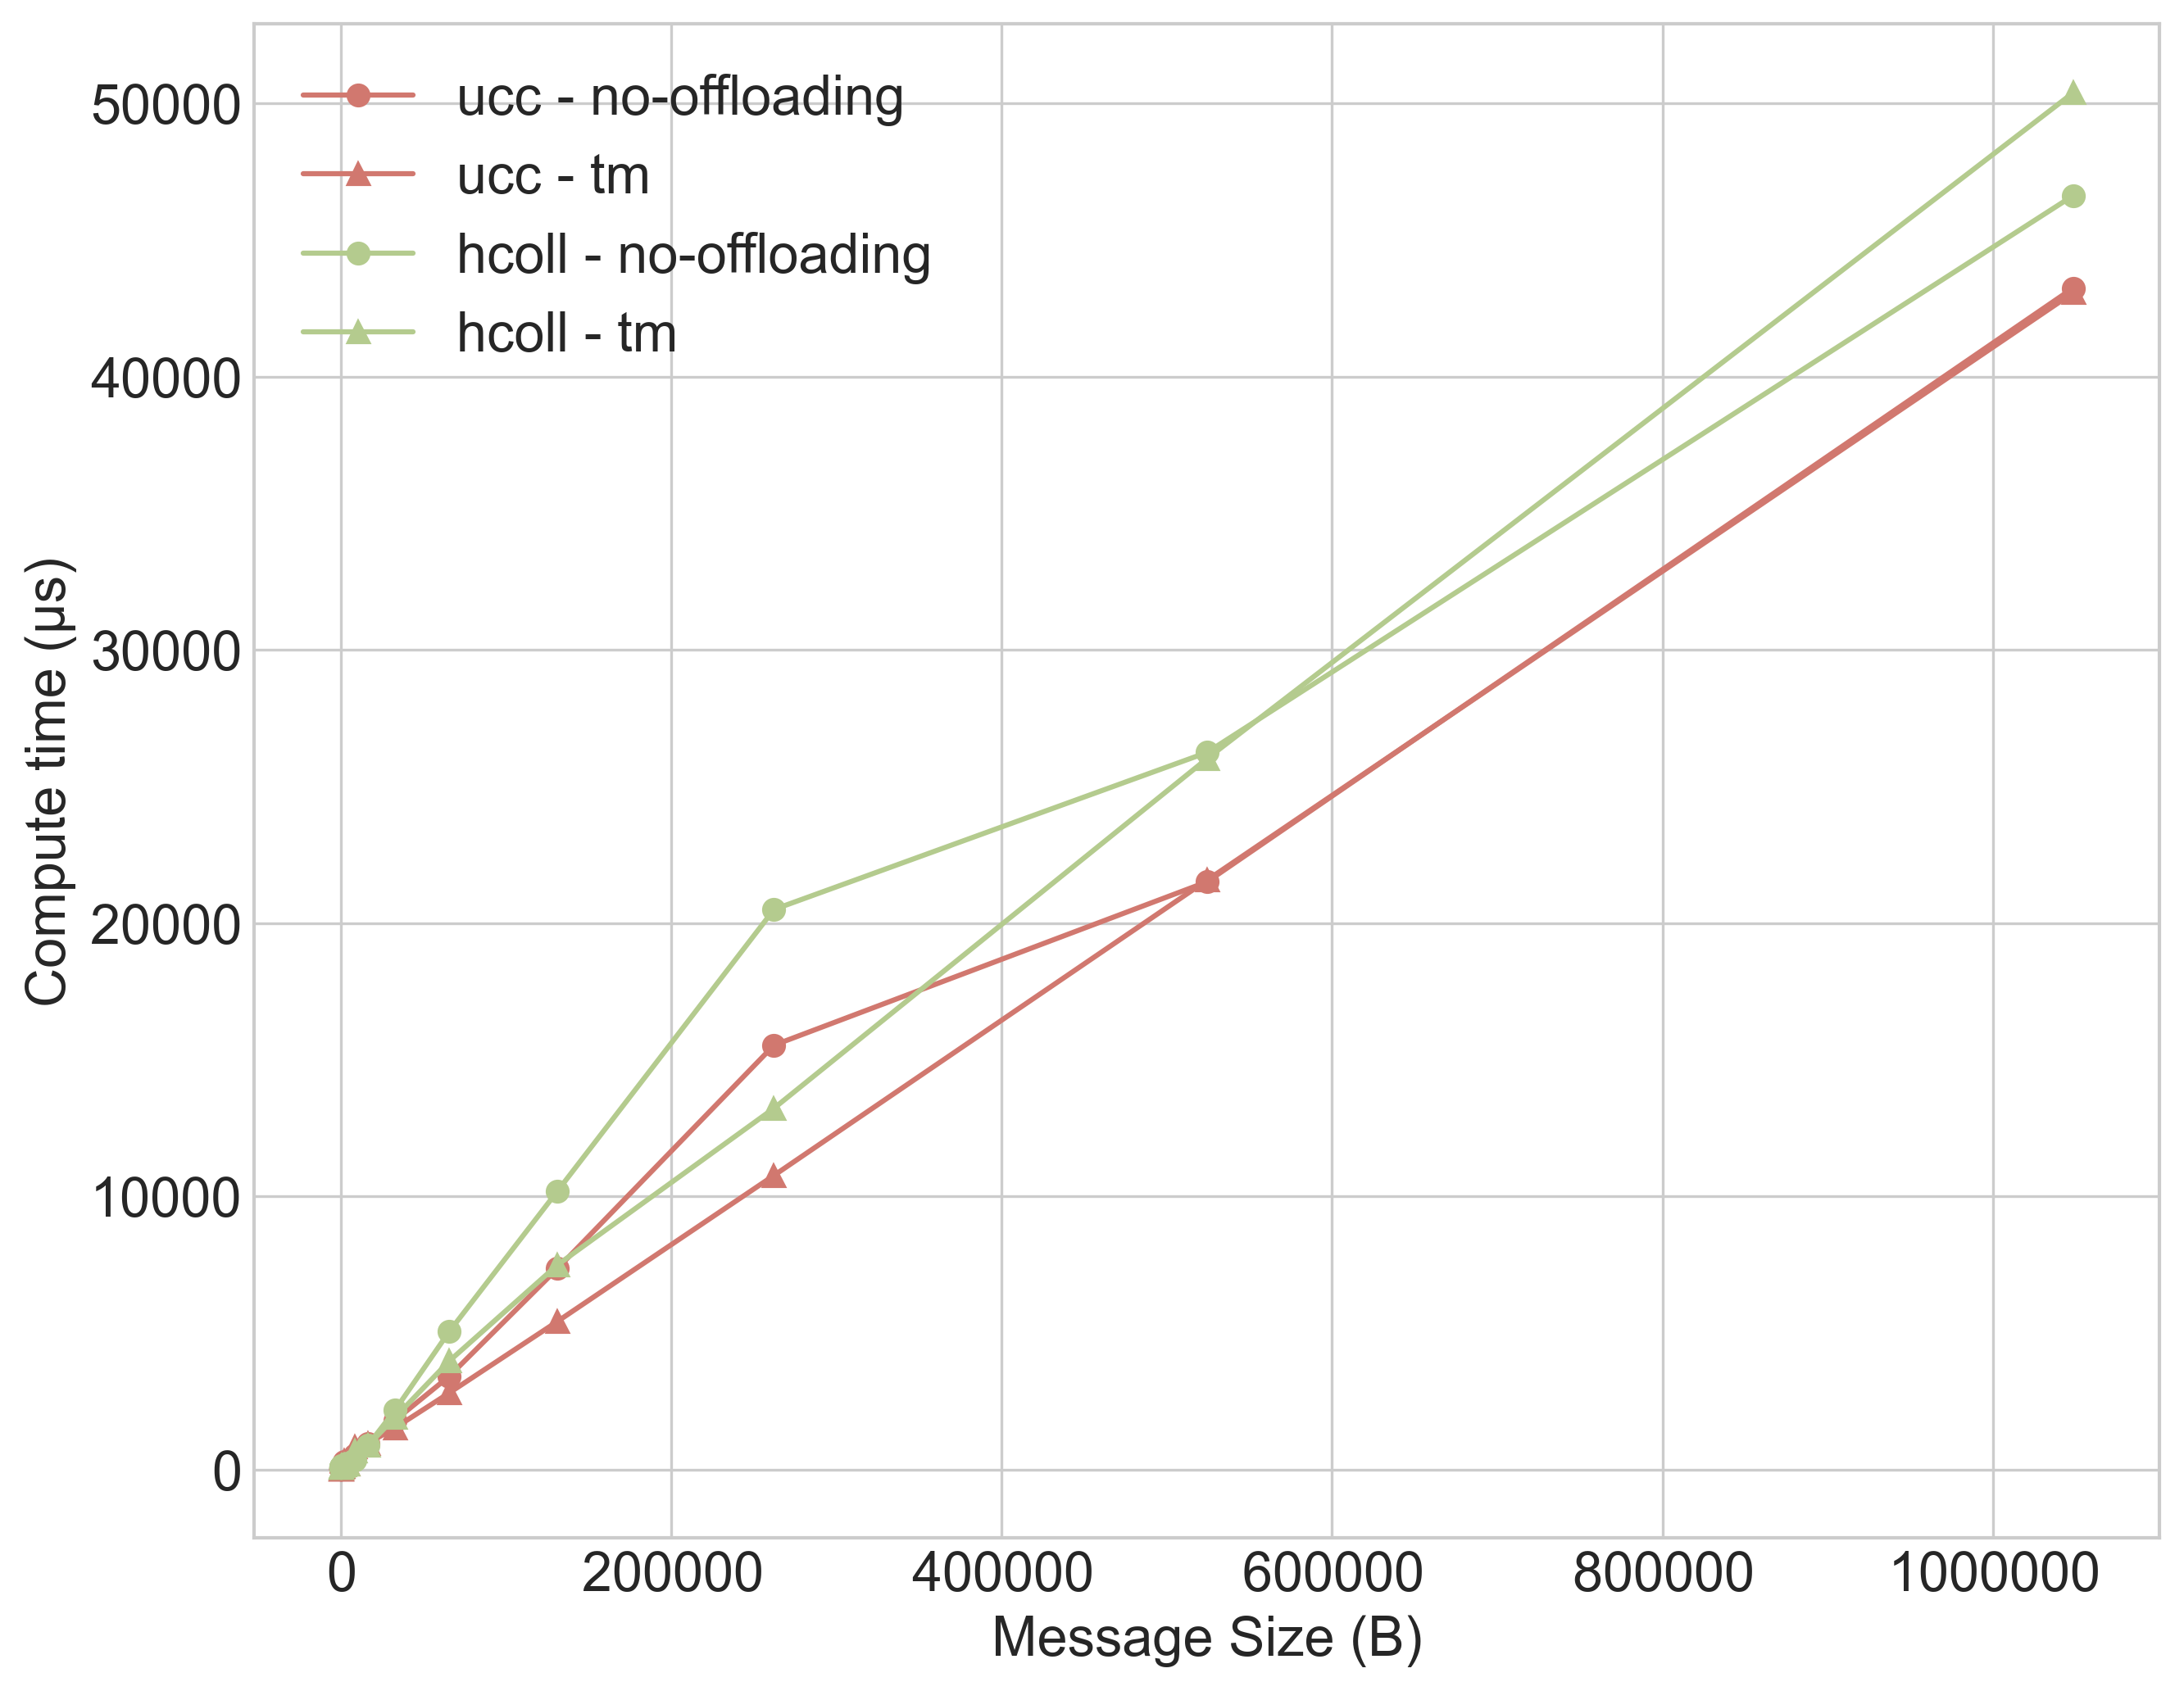 ucc - no-offloading
ucc - tm
hcoll - no-offloading
hcoll - tm
50000
40000
30000
20000
10000
0
Compute time (μs)
0 200000 400000 600000 800000 1000000
Message Size (B)